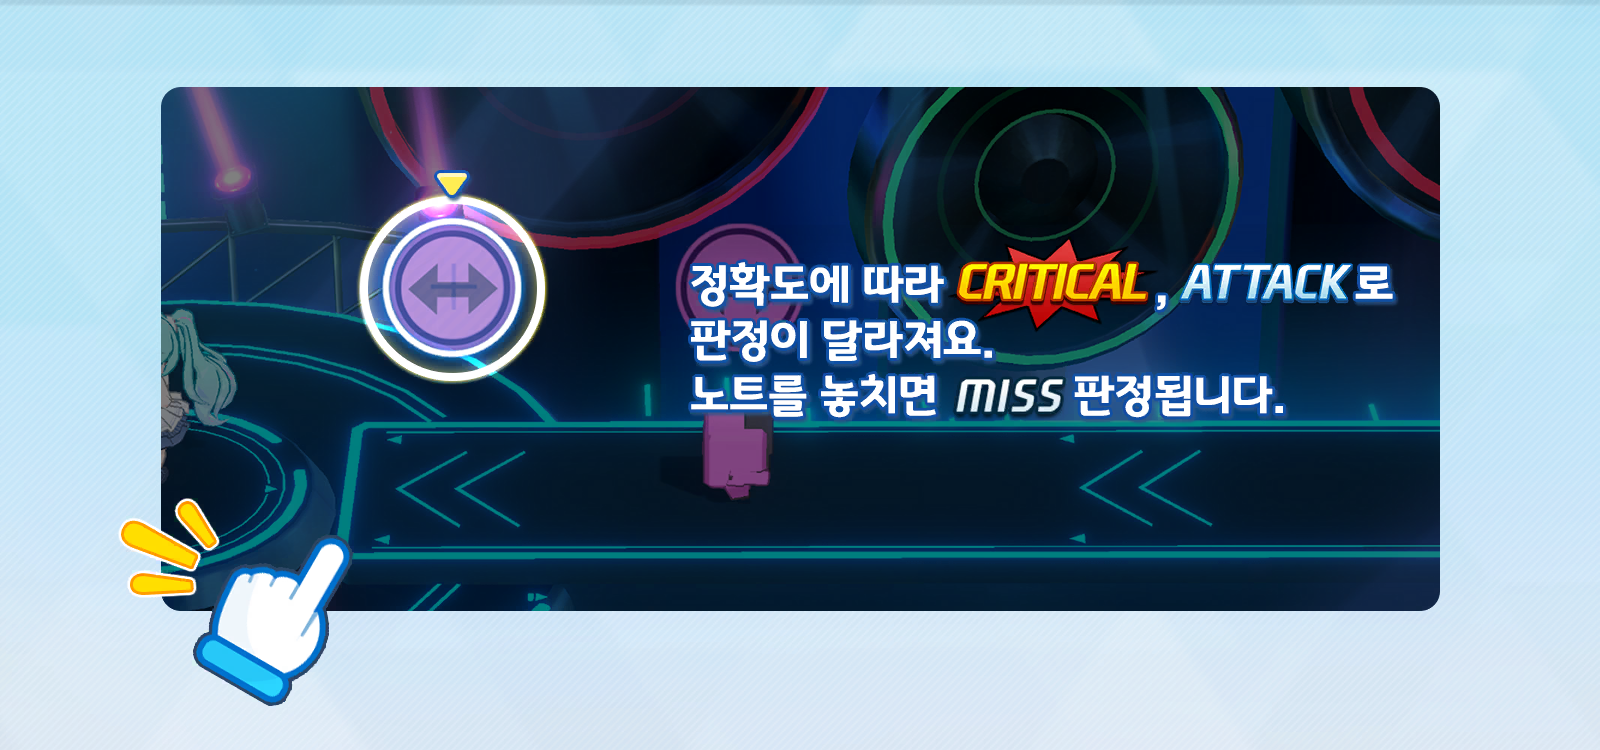 정확도에 따라 CRITICAL, ATTACK로
판정이 달라져요.
노트를 놓치면 MISS 판정됩니다.